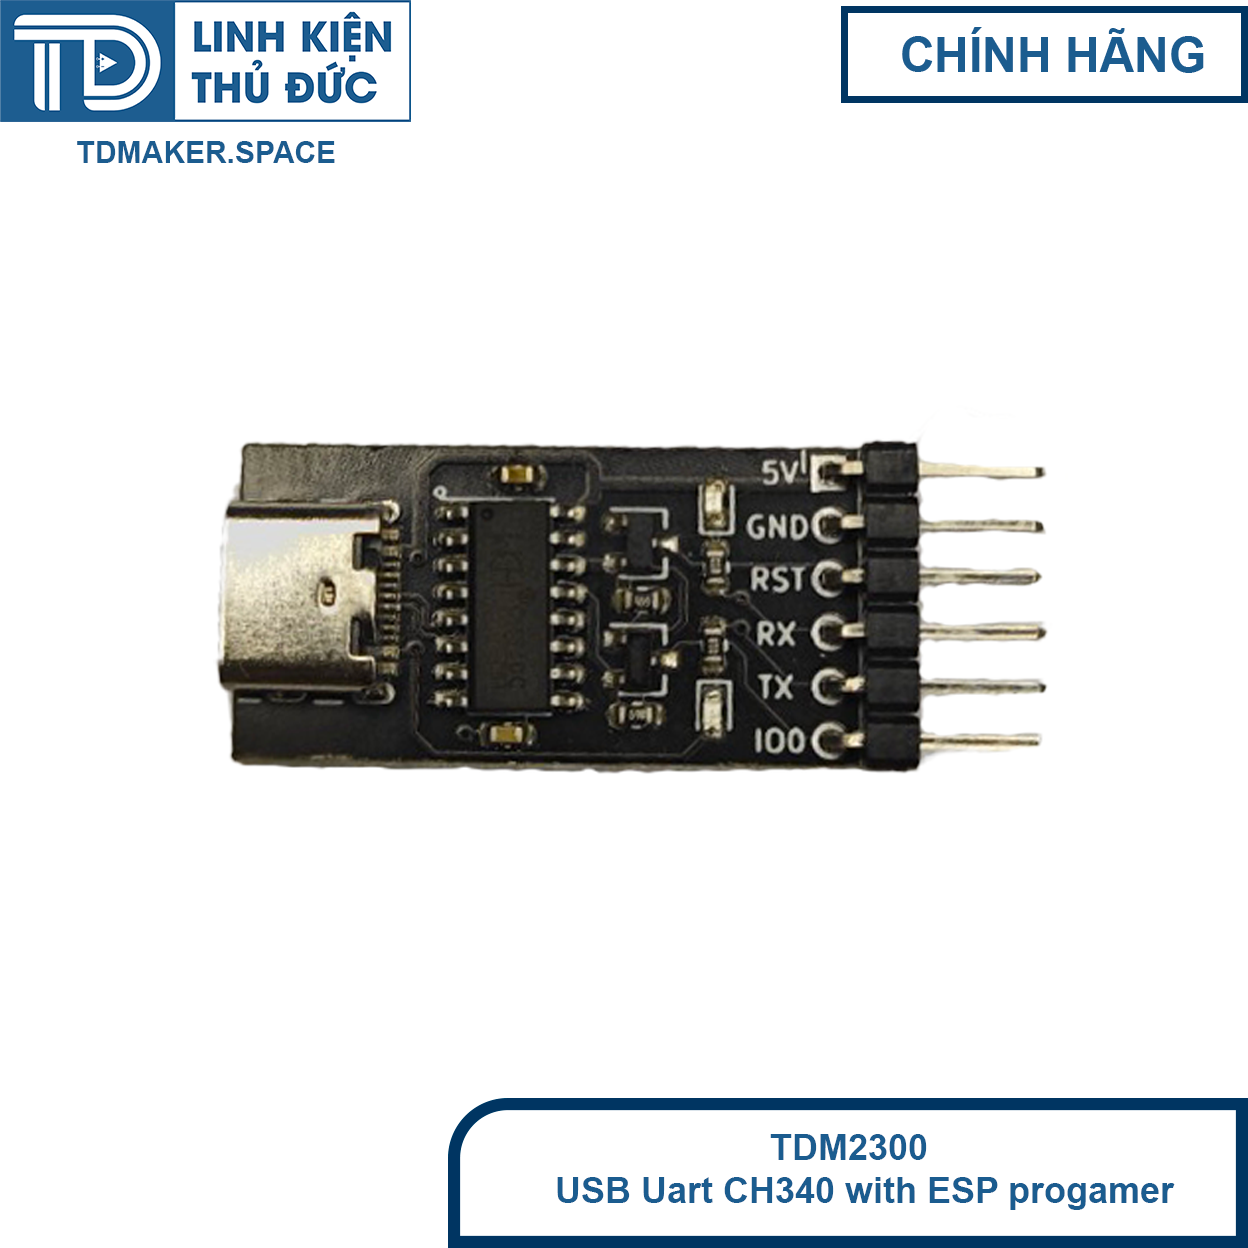 TD
LINH KIỆN
THỦ ĐỨC
TDMAKER.SPACE
CHÍNH HÃNG
5V
GND
RST
RX
TX
IO0
TDM2300
USB Uart CH340 with ESP progamer